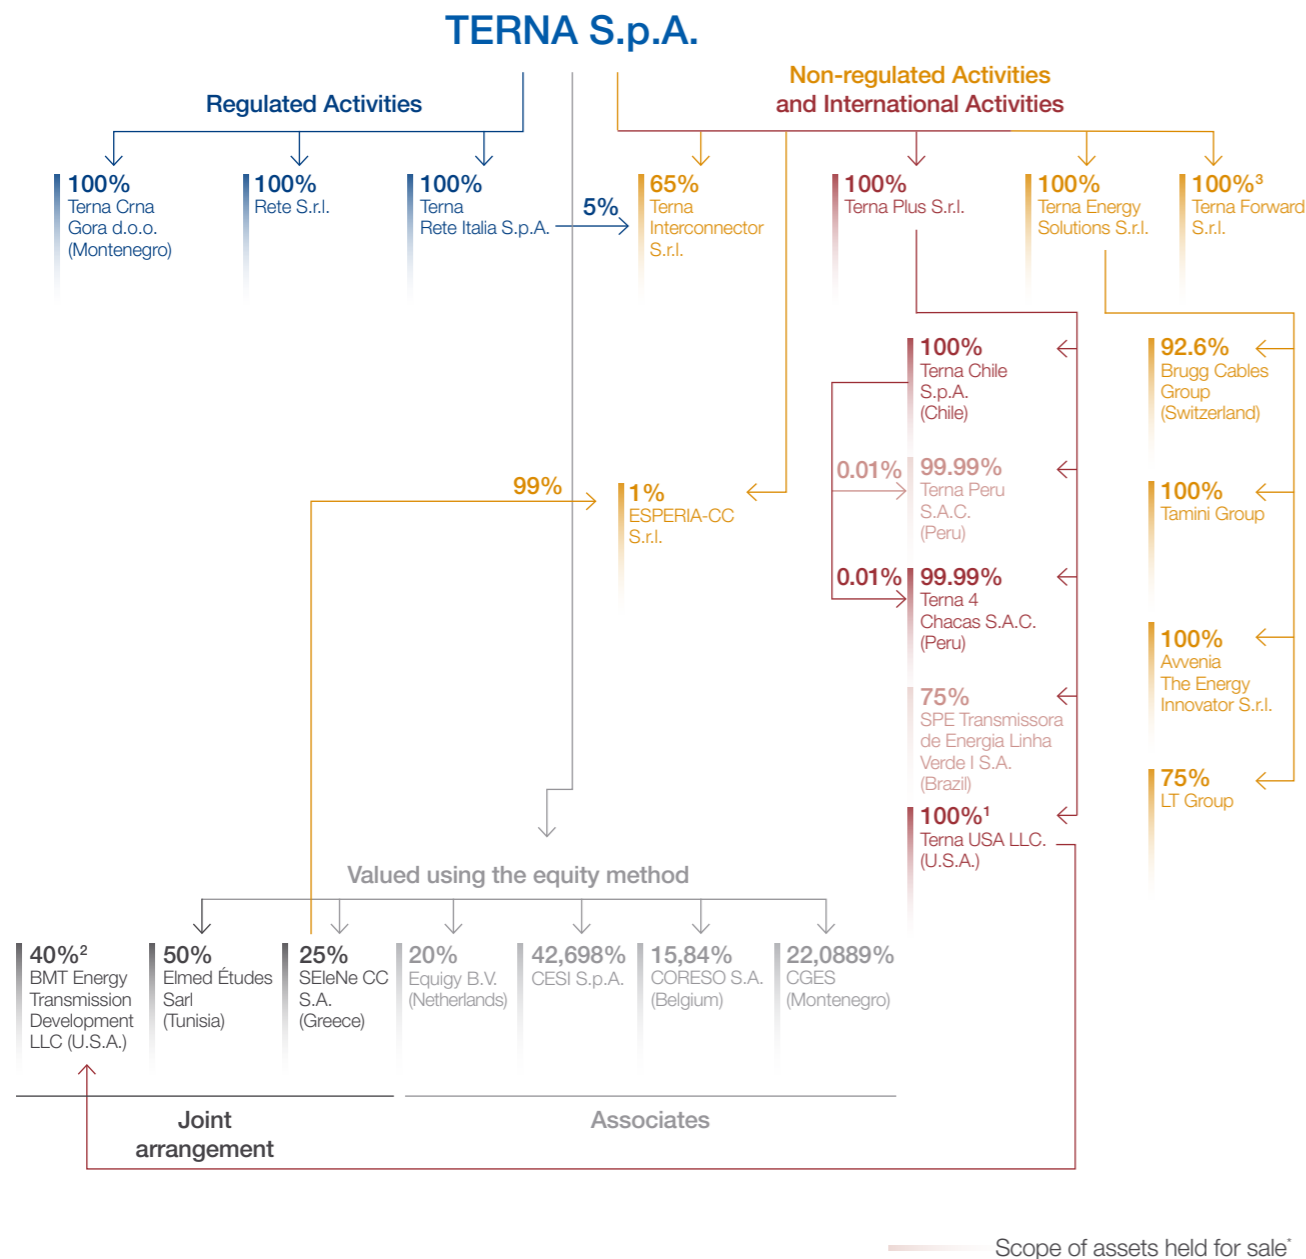 TERNA S.p.A.
Regulated Activities
Non-regulated Activities
and International Activities
100%
Terna Crna
Gora d.o.o.
(Montenegro)
100%
Rete S.r.l.
100%
Terna
Rete Italia S.p.A.
5%
65%
Terna
Interconnector
S.r.l.
100%
Terna Plus S.r.l.
100%
Terna Energy
Solutions S.r.l.
100%³
Terna Forward
S.r.l.
100%
Terna Chile
S.p.A.
(Chile)
0.01%
99.99%
Terna Peru
S.A.C.
(Peru)
0.01%
99.99%
Terna 4
Chacas S.A.C.
(Peru)
75%
SPE Transmissora
de Energia Linha
Verde I S.A.
(Brazil)
100%¹
Terna USA LLC.
(U.S.A.)
92.6%
Brugg Cables
Group
(Switzerland)
100%
Tamini Group
100%
Avvenia
The Energy
Innovator S.r.l.
75%
LT Group
99%
1%
ESPERIA-CC
S.r.l.
Valued using the equity method
40%²
BMT Energy
Transmission
Development
LLC (U.S.A.)
50%
Elmed Études
Sarl
(Tunisia)
25%
SEleNe CC
S.A.
(Greece)
20%
Equigy B.V.
(Netherlands)
42,698%
CESI S.p.A.
15,84%
CORESO S.A.
(Belgium)
22,0889%
CGES
(Montenegro)
Joint
arrangement
Associates
Scope of assets held for sale*